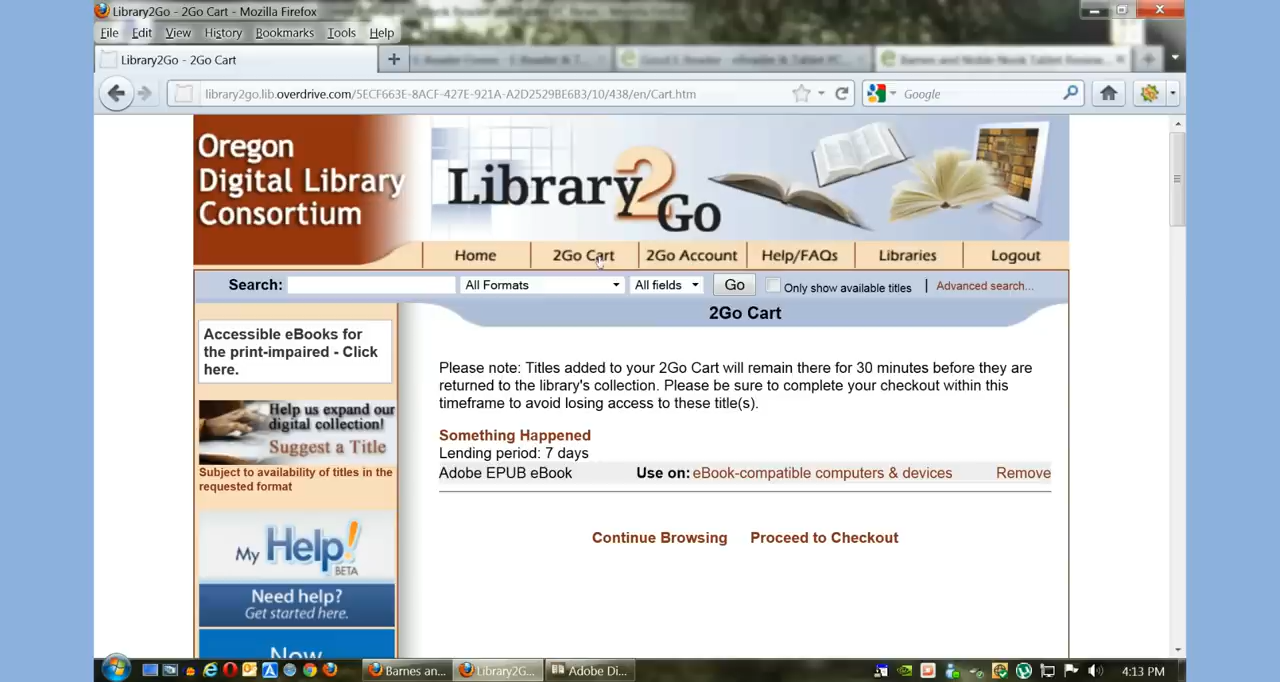 Library2Go - 2Go Cart - Mozilla Firefox
File Edit View History Bookmarks Tools Help
Library2Go - 2Go Cart
library2go.lib.overdrive.com/5ECF663E-8ACF-427E-921A-A2D2529BE6B3/10/438/en/Cart.htm
Google
Oregon
Digital Library
Consortium
Library2Go
Home 2Go Cart 2Go Account Help/FAQs Libraries Logout
Search: All Formats All fields Go Only show available titles | Advanced search...
2Go Cart
Accessible eBooks for
the print-impaired - Click
here.
Help us expand our
digital collection!
Suggest a Title
Subject to availability of titles in the
requested format
My Help!
BETA
Need help?
Get started here.
Now
Please note: Titles added to your 2Go Cart will remain there for 30 minutes before they are
returned to the library's collection. Please be sure to complete your checkout within this
timeframe to avoid losing access to these title(s).
Something Happened
Lending period: 7 days
Adobe EPUB eBook Use on: eBook-compatible computers & devices Remove
Continue Browsing Proceed to Checkout
Barnes an... Library2G... Adobe Di...
4:13 PM